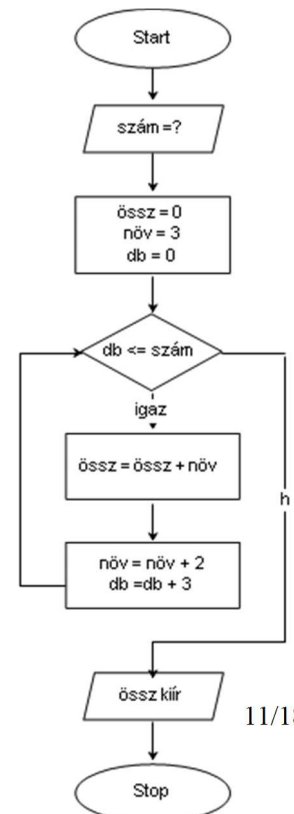 Start
szám =?
össz = 0
növ = 3
db = 0
db <= szám
igaz
össz = össz + növ
h
növ = növ + 2
db =db + 3
össz kiír
Stop